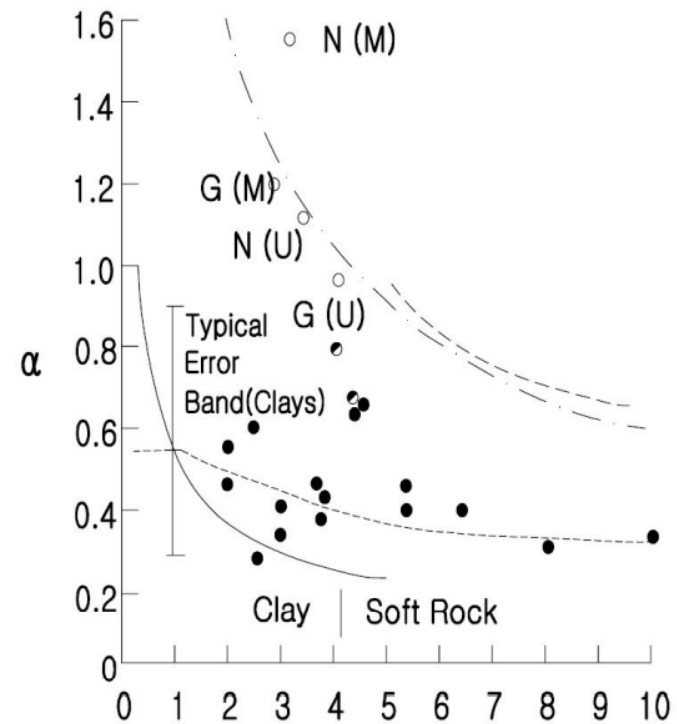 1.6
N (M)
1.4
1.2
G (M)
N (U)
1.0
G (U)
Typical
Error
Band(Clays)
0.8
α
0.6
0.4
0.2
Clay
Soft Rock
0
0 1 2 3 4 5 6 7 8 9 10